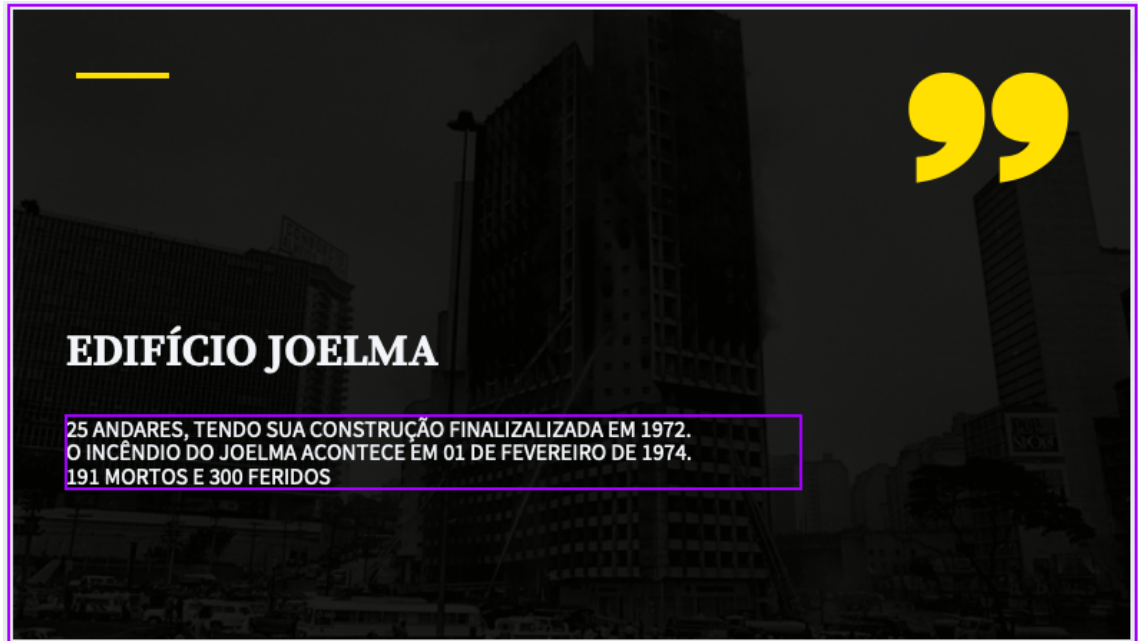 EDIFÍCIO JOELMA
25 ANDARES, TENDO SUA CONSTRUÇÃO FINALIZALIZADA EM 1972.
O INCÊNDIO DO JOELMA ACONTECE EM 01 DE FEVEREIRO DE 1974.
191 MORTOS E 300 FERIDOS